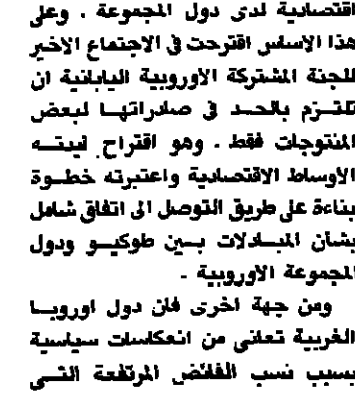 اقتصادية لدى دول المجموعة . وعلى
هذا الاساس اقترحت في الاجتماع الاخير
للجنة المشتركة الاوروبية اليابانية ان
تلتزم بالحد في صادراتها لبعض
المنتوجات فقط . وهو اقتراح
الأوساط الاقتصادية واعتبرته خطوة
بناءة على طريق التوصل الى اتفاق شامل
بشأن المبادلات بين طوكيو ودول
المجموعة الاوروبية .
ومن جهة اخرى فان دول اوروبا
الغربية تعاني من انعكاسات سياسية
بسبب نسب الفائض المرتفعة التي